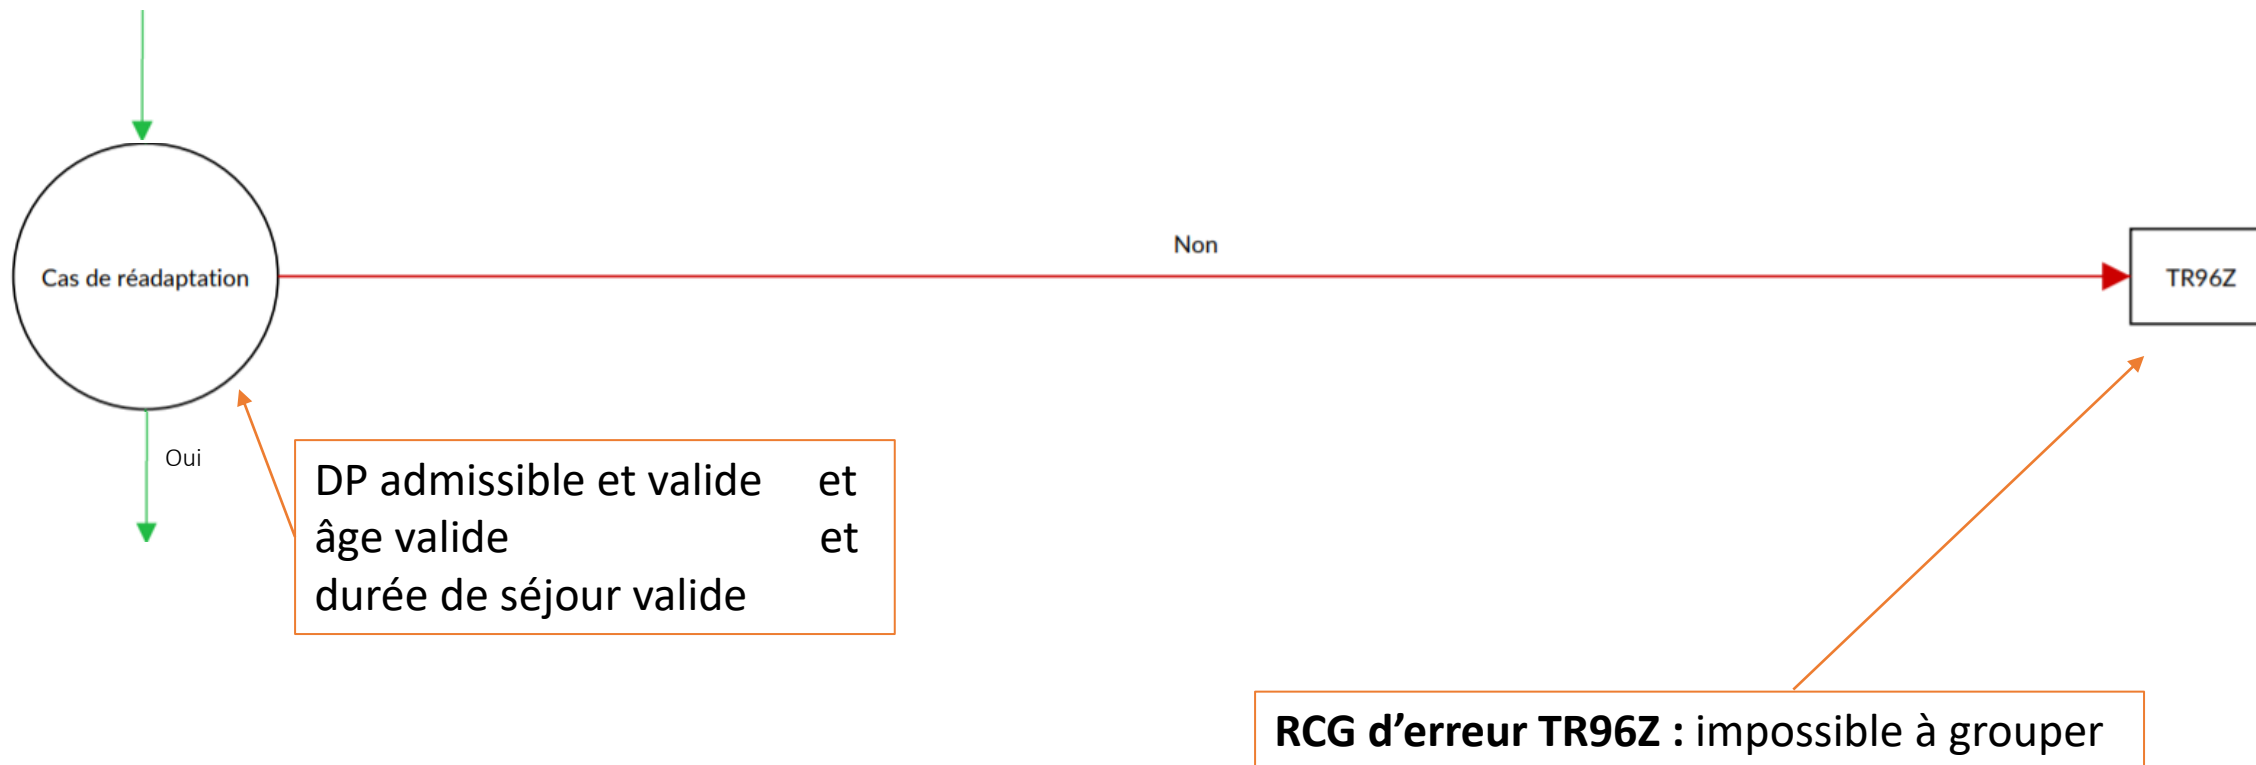 Non
Cas de réadaptation
TR96Z
Oui
DP admissible et valide et
âge valide et
durée de séjour valide
RCG d’erreur TR96Z : impossible à grouper